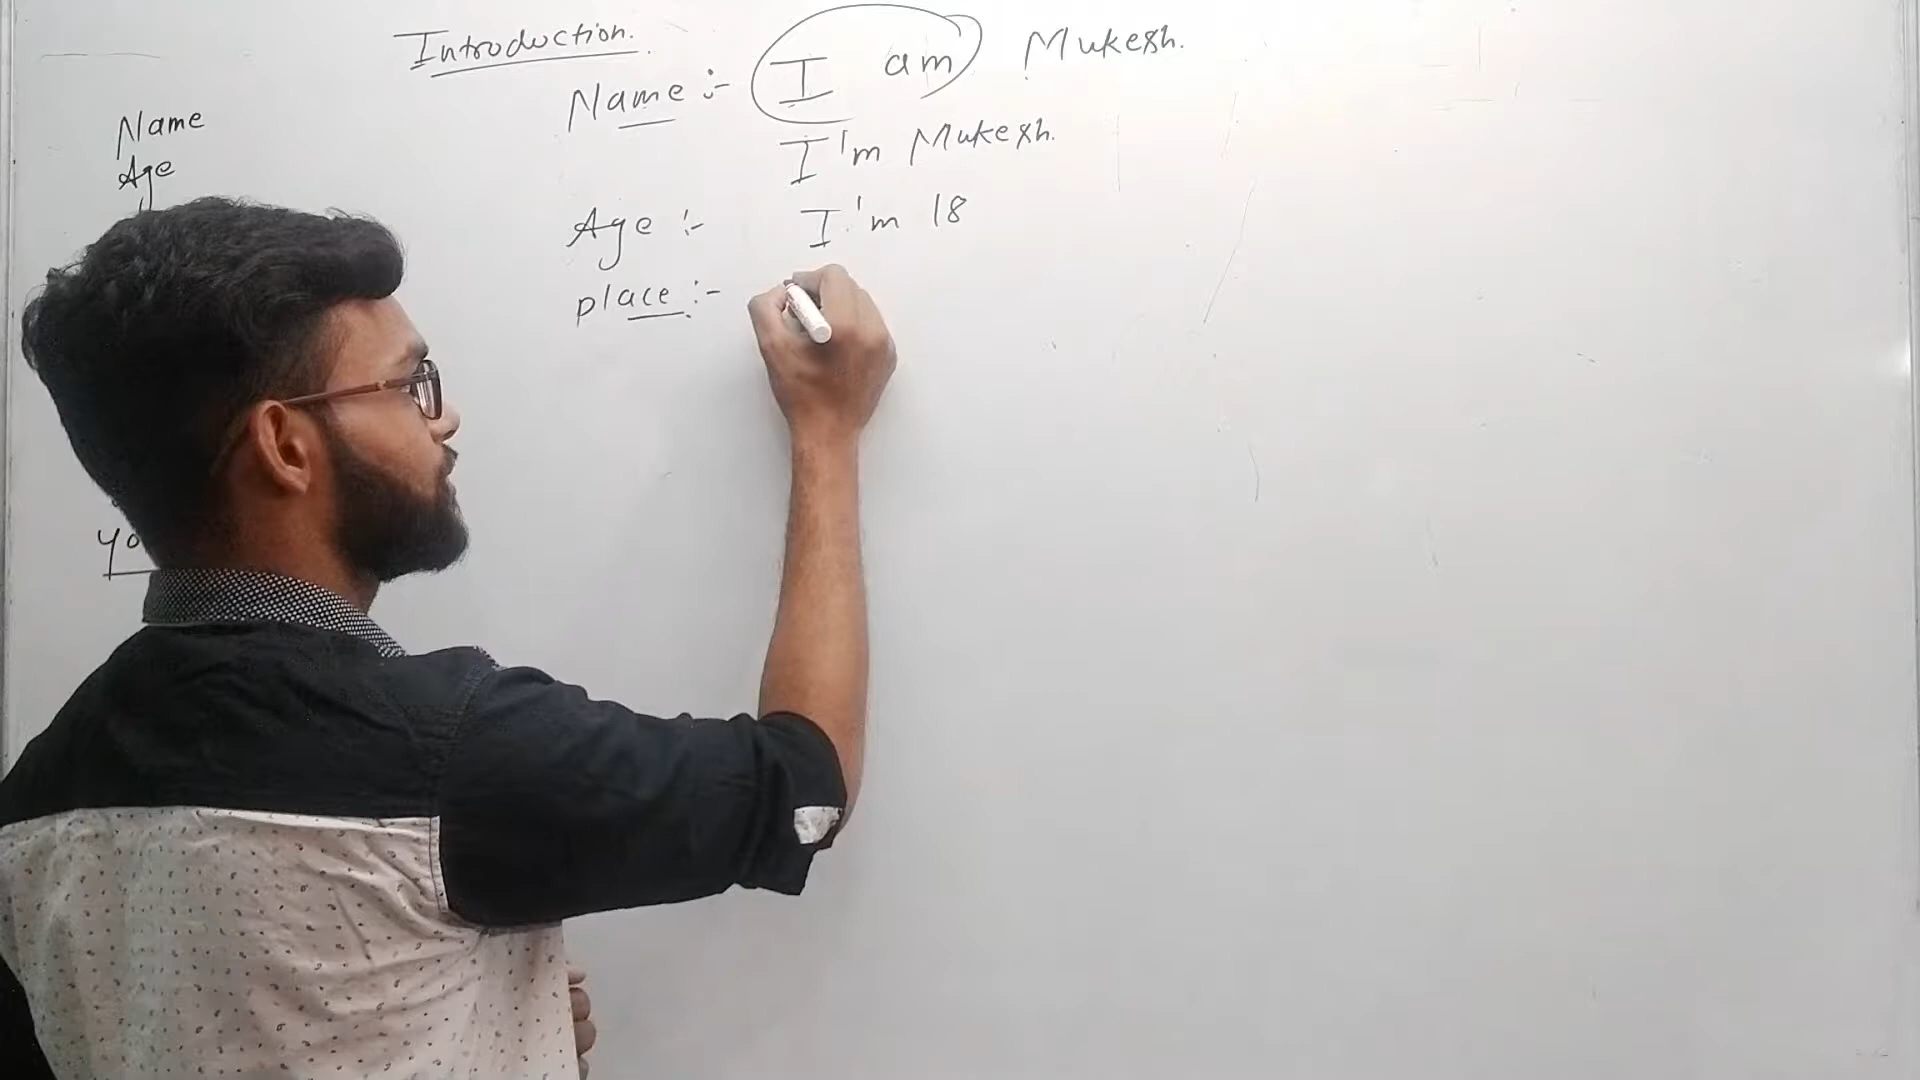 Introduction.
Name :- I am Mukesh.
I'm Mukesh.
Age :- I'm 18
place :-
Name
Age